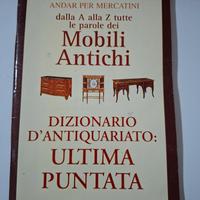 ANDAR PER MERCATINI
dalla A alla Z tutte
le parole dei
Mobili
Antichi
DIZIONARIO
D'ANTIQUARIATO:
ULTIMA
PUNTATA